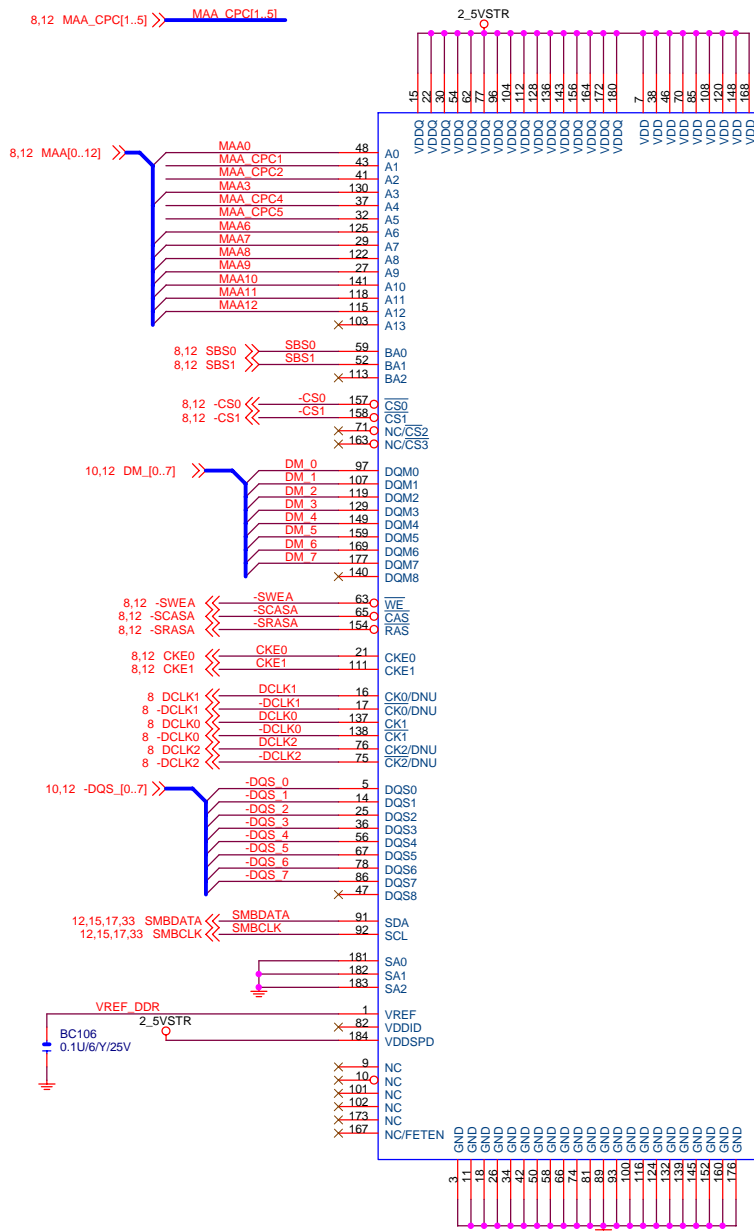 8,12 MAA_CPC[1..5] MAA_CPC[1..5]
2_5VSTR
15 22 30 54 62 77 96 104 112 128 136 143 156 164 172 180 7 38 46 70 85 108 120 148 168
VDDQ VDDQ VDDQ VDDQ VDDQ VDDQ VDDQ VDDQ VDDQ VDDQ VDDQ VDDQ VDDQ VDDQ VDDQ VDDQ VDD VDD VDD VDD VDD VDD VDD VDD VDD
8,12 MAA[0..12]
MAA0 48 A0
MAA_CPC1 43 A1
MAA_CPC2 41 A2
MAA3 130 A3
MAA_CPC4 37 A4
MAA_CPC5 32 A5
MAA6 125 A6
MAA7 29 A7
MAA8 122 A8
MAA9 27 A9
MAA10 141 A10
MAA11 118 A11
MAA12 115 A12
103 A13
8,12 SBS0 SBS0 59 BA0
8,12 SBS1 SBS1 52 BA1
113 BA2
8,12 -CS0 -CS0 157 CS0
8,12 -CS1 -CS1 158 CS1
71 NC/CS2
163 NC/CS3
10,12 DM_[0..7]
DM_0 97 DQM0
DM_1 107 DQM1
DM_2 119 DQM2
DM_3 129 DQM3
DM_4 149 DQM4
DM_5 159 DQM5
DM_6 169 DQM6
DM_7 177 DQM7
140 DQM8
8,12 -SWEA -SWEA 63 WE
8,12 -SCASA -SCASA 65 CAS
8,12 -SRASA -SRASA 154 RAS
8,12 CKE0 CKE0 21 CKE0
8,12 CKE1 CKE1 111 CKE1
8 DCLK1 DCLK1 16 CK0/DNU
8 -DCLK1 -DCLK1 17 CK0/DNU
8 DCLK0 DCLK0 137 CK1
8 -DCLK0 -DCLK0 138 CK1
8 DCLK2 DCLK2 76 CK2/DNU
8 -DCLK2 -DCLK2 75 CK2/DNU
10,12 -DQS_[0..7]
-DQS_0 5 DQS0
-DQS_1 14 DQS1
-DQS_2 25 DQS2
-DQS_3 36 DQS3
-DQS_4 56 DQS4
-DQS_5 67 DQS5
-DQS_6 78 DQS6
-DQS_7 86 DQS7
47 DQS8
12,15,17,33 SMBDATA SMBDATA 91 SDA
12,15,17,33 SMBCLK SMBCLK 92 SCL
181 SA0
182 SA1
183 SA2
VREF_DDR 1 VREF
82 VDDID
2_5VSTR 184 VDDSPD
BC106
0.1U/6/Y/25V
9 NC
10 NC
101 NC
102 NC
173 NC
167 NC/FETEN
GND GND GND GND GND GND GND GND GND GND GND GND GND GND GND GND GND GND GND GND GND GND
3 11 18 26 34 42 50 58 66 74 81 89 93 100 116 124 132 139 145 152 160 176